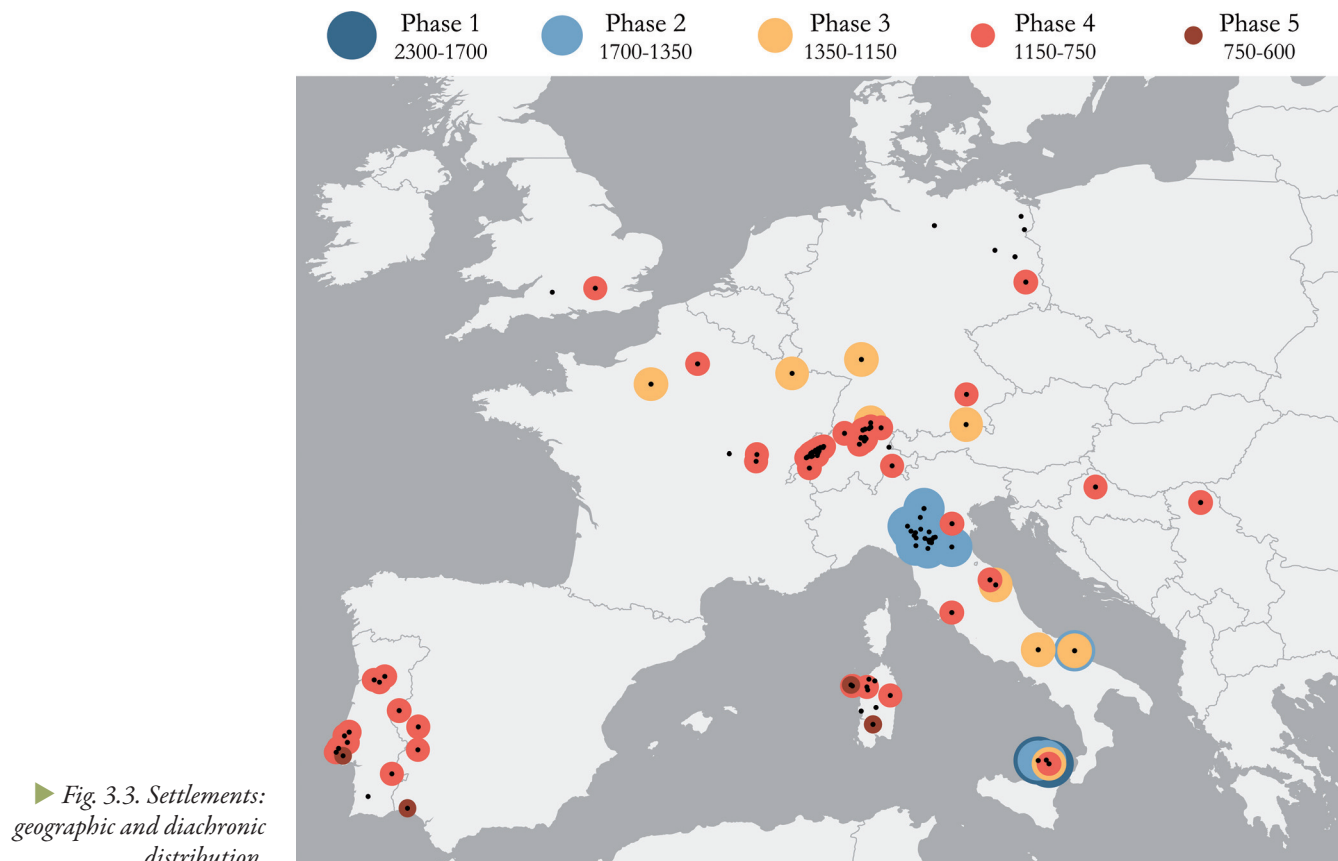 Phase 1 Phase 2 Phase 3 Phase 4 Phase 5
2300-1700 1700-1350 1350-1150 1150-750 750-600
Fig. 3.3. Settlements:
geographic and diachronic
distribution.